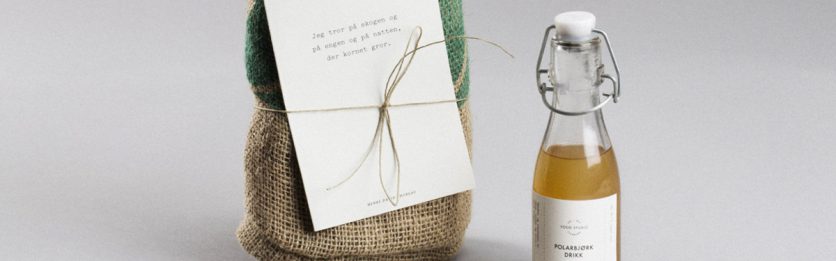 Jeg tror på skogen og
på engen og på natten,
der kornet gror.
POLARBJØRK
DRIKK